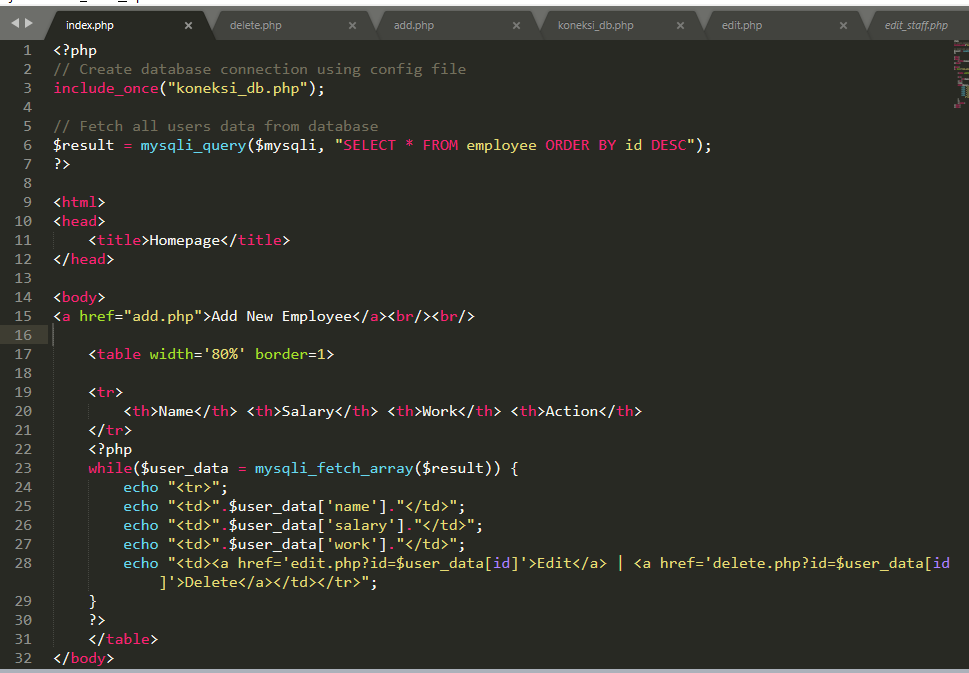 index.php × delete.php × add.php × koneksi_db.php × edit.php × edit_staff.php
1 <?php
2 // Create database connection using config file
3 include_once("koneksi_db.php");
4
5 // Fetch all users data from database
6 $result = mysqli_query($mysqli, "SELECT * FROM employee ORDER BY id DESC");
7 ?>
8
9 <html>
10 <head>
11     <title>Homepage</title>
12 </head>
13
14 <body>
15 <a href="add.php">Add New Employee</a><br/><br/>
16
17     <table width='80%' border=1>
18
19     <tr>
20         <th>Name</th> <th>Salary</th> <th>Work</th> <th>Action</th>
21     </tr>
22     <?php
23     while($user_data = mysqli_fetch_array($result)) {
24         echo "<tr>";
25         echo "<td>".$user_data['name']."</td>";
26         echo "<td>".$user_data['salary']."</td>";
27         echo "<td>".$user_data['work']."</td>";
28         echo "<td><a href='edit.php?id=$user_data[id]'>Edit</a> | <a href='delete.php?id=$user_data[id
]'>Delete</a></td></tr>";
29     }
30     ?>
31     </table>
32 </body>